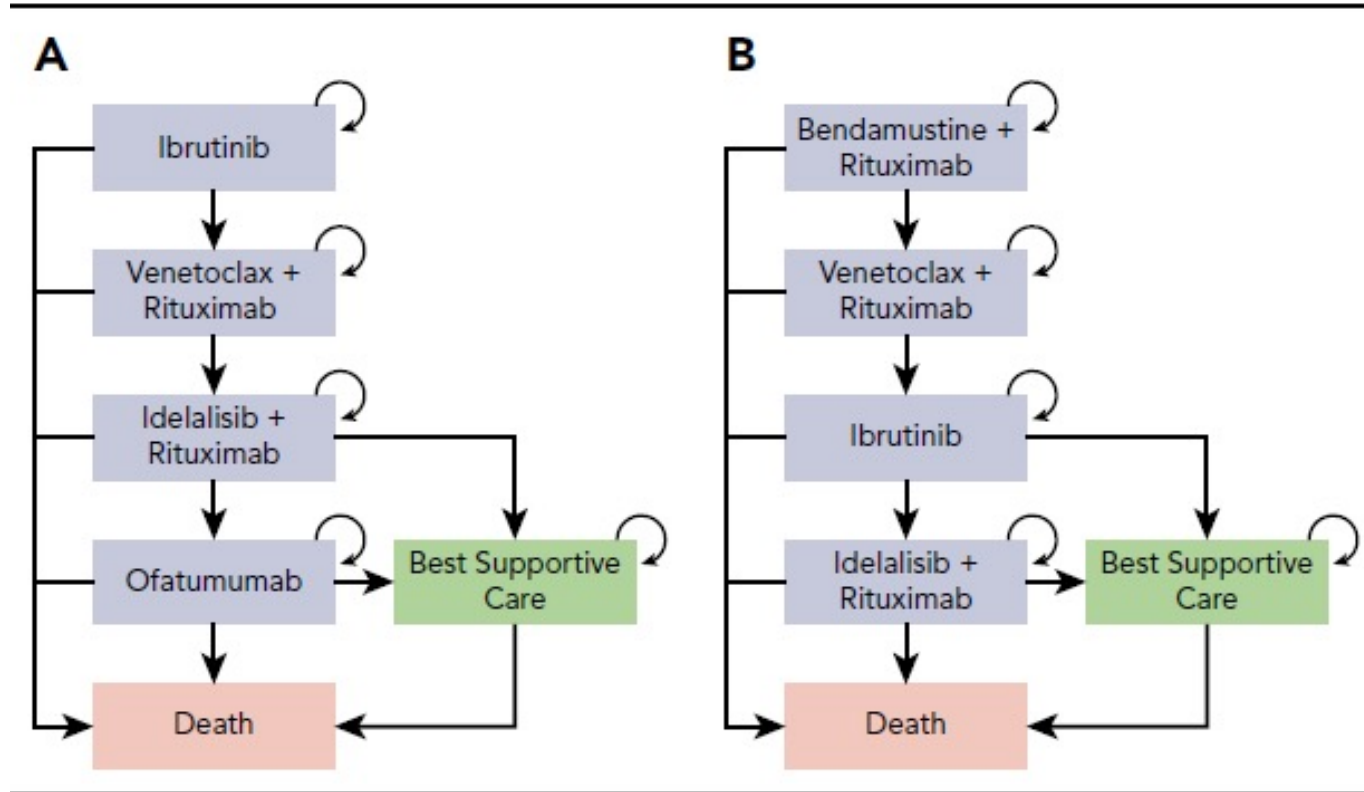 A
Ibrutinib
Venetoclax +
Rituximab
Idelalisib +
Rituximab
Ofatumumab
Best Supportive
Care
Death
B
Bendamustine +
Rituximab
Venetoclax +
Rituximab
Ibrutinib
Idelalisib +
Rituximab
Best Supportive
Care
Death